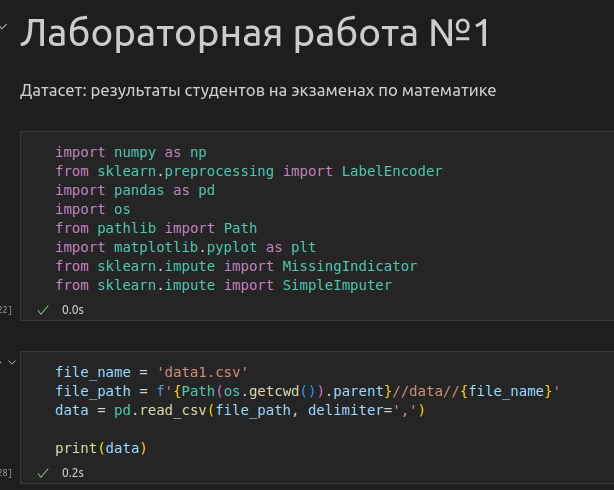 Лабораторная работа №1
Датасет: результаты студентов на экзаменах по математике
import numpy as np
from sklearn.preprocessing import LabelEncoder
import pandas as pd
import os
from pathlib import Path
import matplotlib.pyplot as plt
from sklearn.impute import MissingIndicator
from sklearn.impute import SimpleImputer
22]
0.0s
file_name = 'data1.csv'
file_path = f'{Path(os.getcwd()).parent}//data//{file_name}'
data = pd.read_csv(file_path, delimiter=',')
print(data)
28]
0.2s